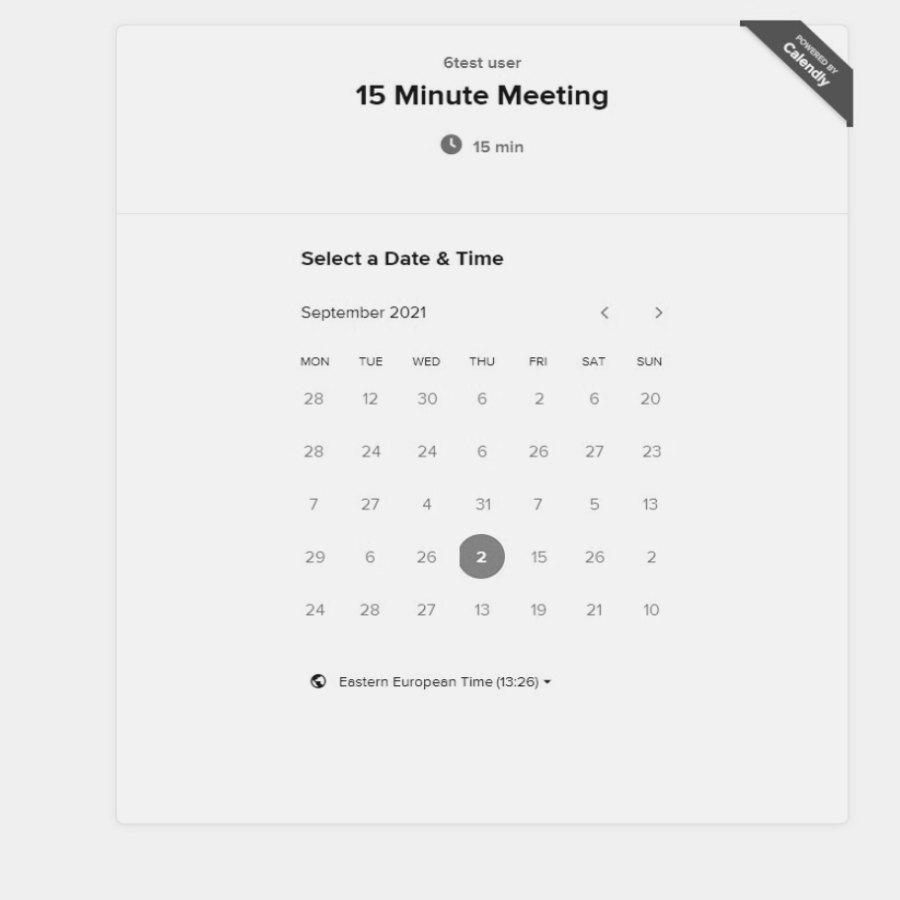 POWERED BY
Calendly
6test user
15 Minute Meeting
15 min
Select a Date & Time
September 2021
MON TUE WED THU FRI SAT SUN
28 12 30 6 2 6 20
28 24 24 6 26 27 23
7 27 4 31 7 5 13
29 6 26 2 15 26 2
24 28 27 13 19 21 10
Eastern European Time (13:26)